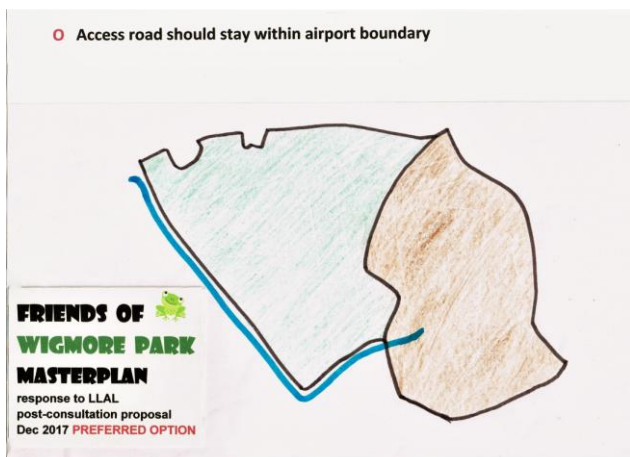 O Access road should stay within airport boundary
FRIENDS OF
WIGMORE PARK
MASTERPLAN
response to LLAL
post-consultation proposal
Dec 2017 PREFERRED OPTION